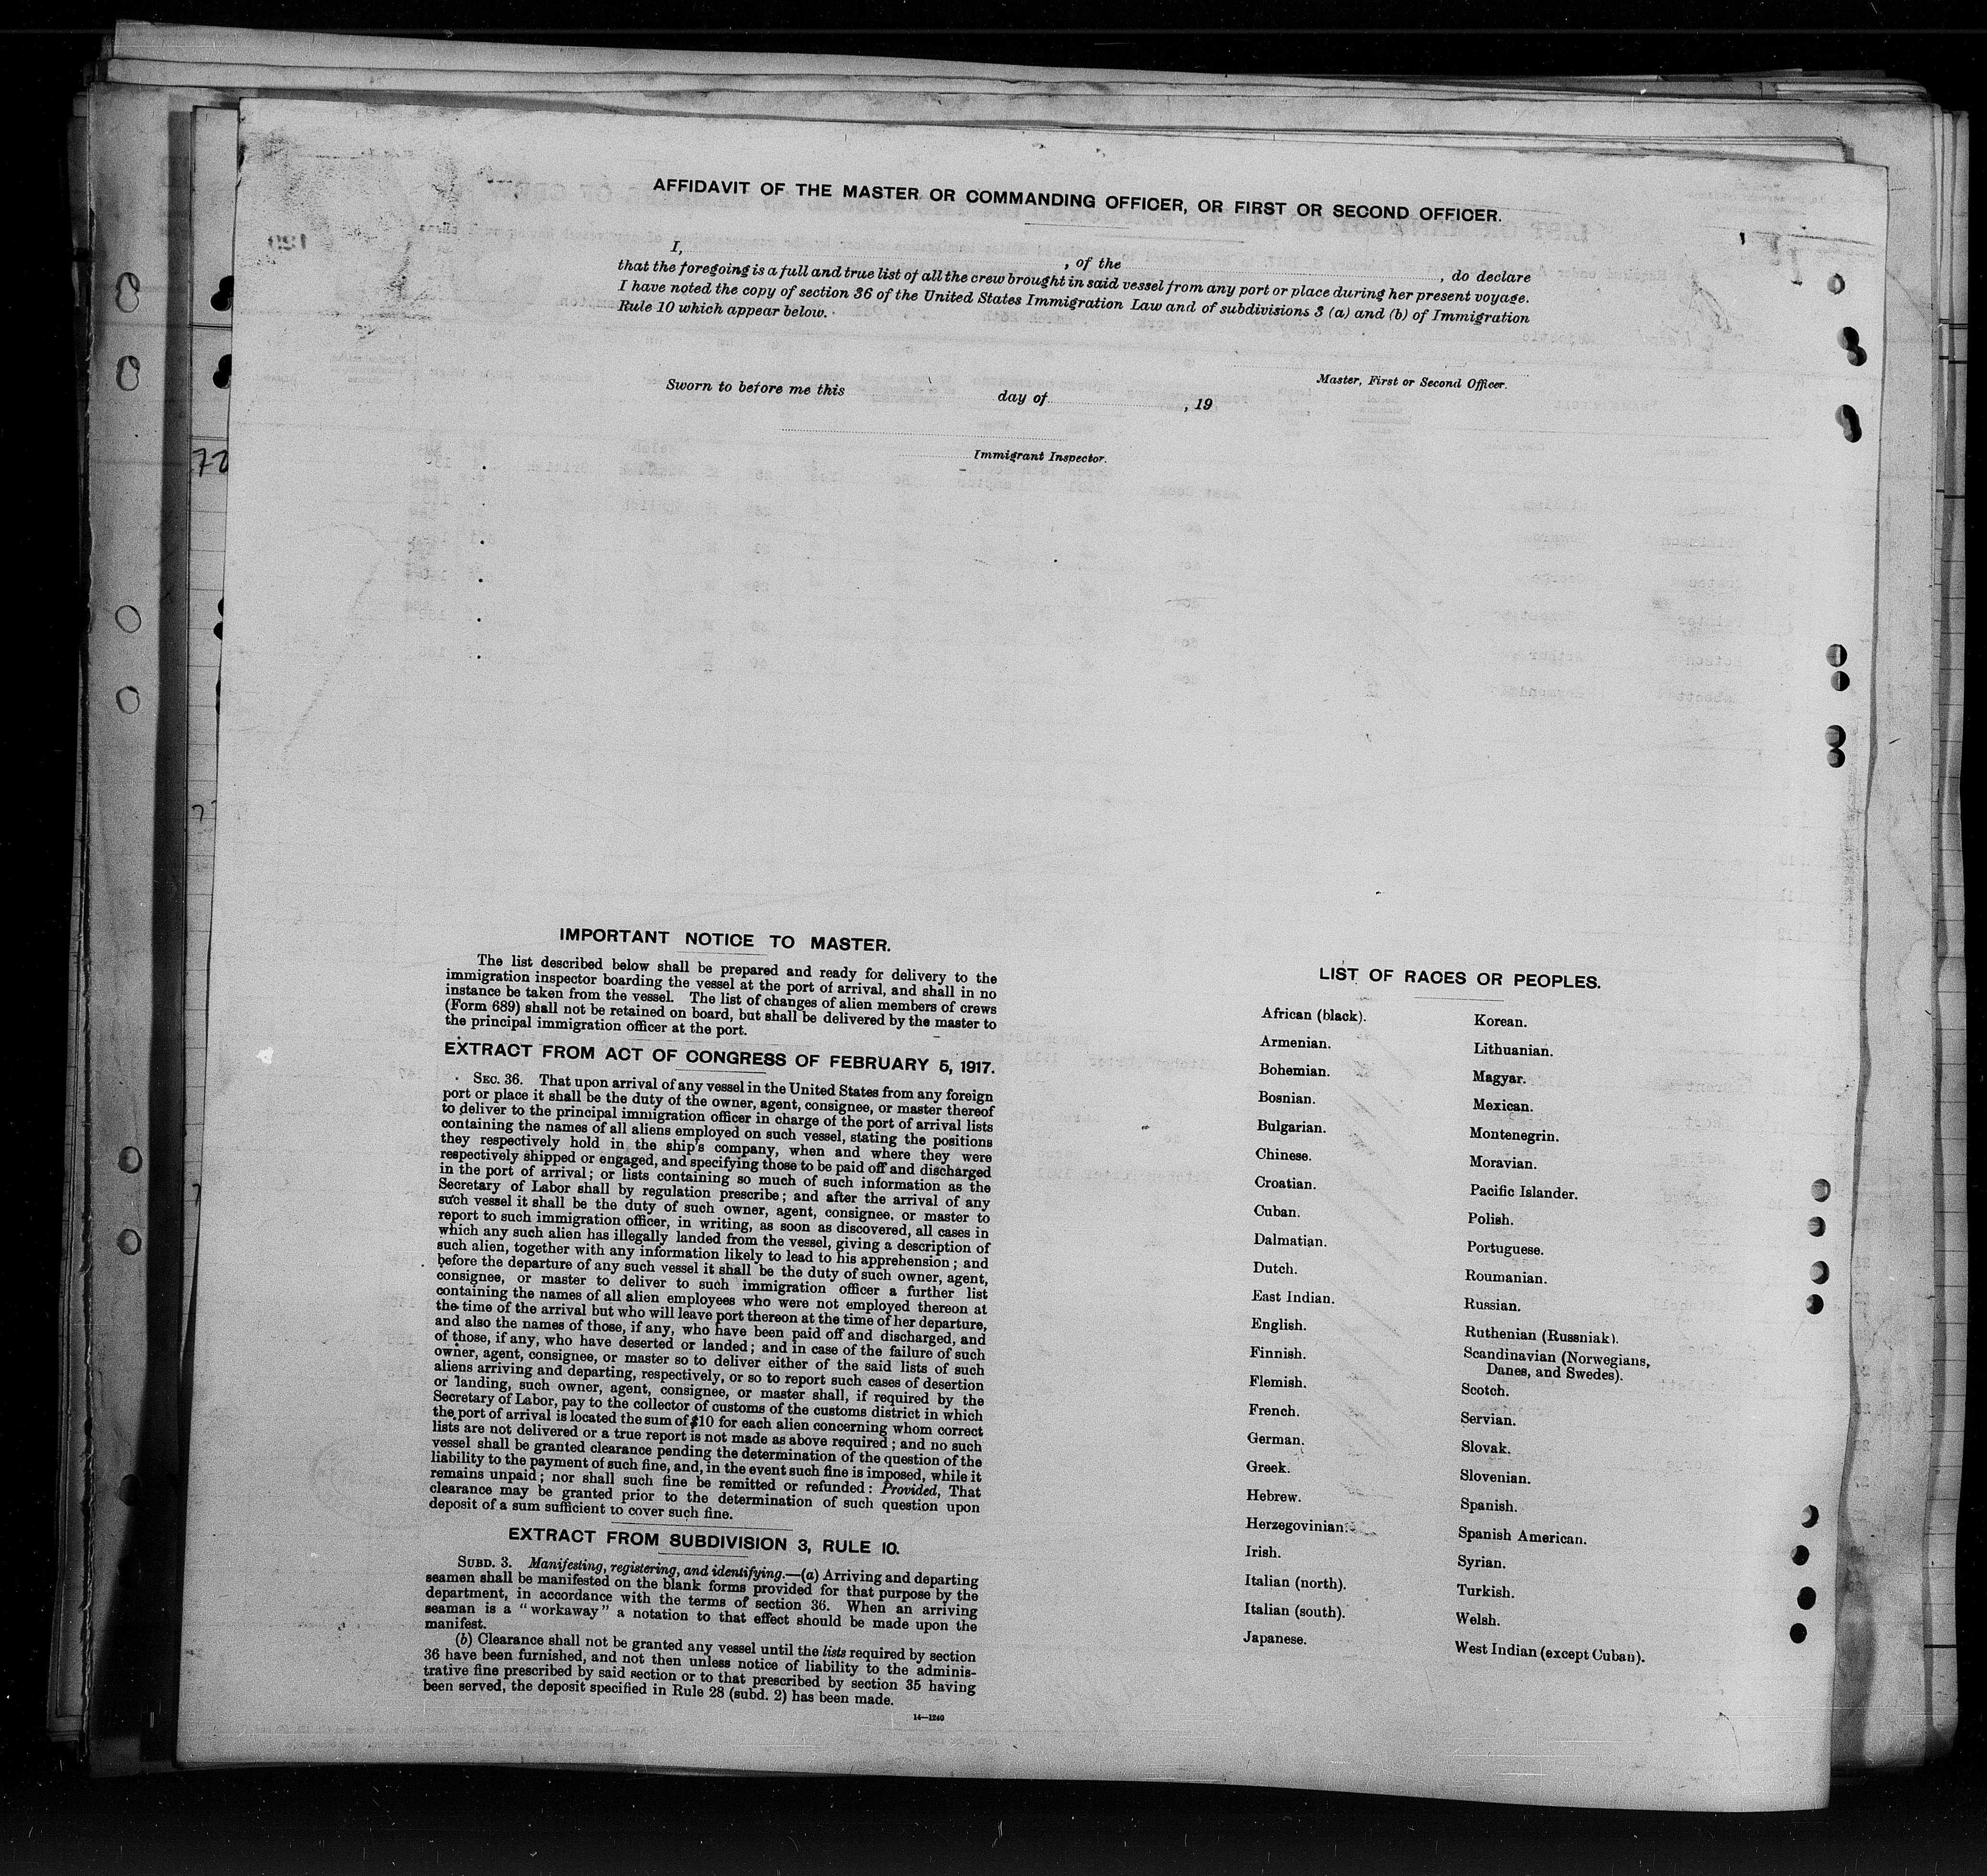 AFFIDAVIT OF THE MASTER OR COMMANDING OFFICER, OR FIRST OR SECOND OFFICER.
I, , of the , do declare
that the foregoing is a full and true list of all the crew brought in said vessel from any port or place during her present voyage.
I have noted the copy of section 36 of the United States Immigration Law and of subdivisions 3 (a) and (b) of Immigration
Rule 10 which appear below.
Master, First or Second Officer.
Sworn to before me this day of , 19
Immigrant Inspector.
72
IMPORTANT NOTICE TO MASTER.
The list described below shall be prepared and ready for delivery to the
immigration inspector boarding the vessel at the port of arrival, and shall in no
instance be taken from the vessel. The list of changes of alien members of crews
(Form 689) shall not be retained on board, but shall be delivered by the master to
the principal immigration officer at the port.
EXTRACT FROM ACT OF CONGRESS OF FEBRUARY 5, 1917.
SEC. 36. That upon arrival of any vessel in the United States from any foreign
port or place it shall be the duty of the owner, agent, consignee, or master thereof
to deliver to the principal immigration officer in charge of the port of arrival lists
containing the names of all aliens employed on such vessel, stating the positions
they respectively hold in the ship's company, when and where they were
respectively shipped or engaged, and specifying those to be paid off and discharged
in the port of arrival; or lists containing so much of such information as the
Secretary of Labor shall by regulation prescribe; and after the arrival of any
such vessel it shall be the duty of such owner, agent, consignee, or master to
report to such immigration officer, in writing, as soon as discovered, all cases in
which any such alien has illegally landed from the vessel, giving a description of
such alien, together with any information likely to lead to his apprehension; and
before the departure of any such vessel it shall be the duty of such owner, agent,
consignee, or master to deliver to such immigration officer a further list
containing the names of all alien employees who were not employed thereon at
the time of the arrival but who will leave port thereon at the time of her departure,
and also the names of those, if any, who have been paid off and discharged, and
of those, if any, who have deserted or landed; and in case of the failure of such
owner, agent, consignee, or master so to deliver either of the said lists of such
aliens arriving and departing, respectively, or so to report such cases of desertion
or landing, such owner, agent, consignee, or master shall, if required by the
Secretary of Labor, pay to the collector of customs of the customs district in which
the port of arrival is located the sum of $10 for each alien concerning whom correct
lists are not delivered or a true report is not made as above required; and no such
vessel shall be granted clearance pending the determination of the question of the
liability to the payment of such fine, and, in the event such fine is imposed, while it
remains unpaid; nor shall such fine be remitted or refunded: Provided, That
clearance may be granted prior to the determination of such question upon
deposit of a sum sufficient to cover such fine.
EXTRACT FROM SUBDIVISION 3, RULE 10.
SUBD. 3. Manifesting, registering, and identifying.—(a) Arriving and departing
seamen shall be manifested on the blank forms provided for that purpose by the
department, in accordance with the terms of section 36. When an arriving
seaman is a "workaway" a notation to that effect should be made upon the
manifest.
(b) Clearance shall not be granted any vessel until the lists required by section
36 have been furnished, and not then unless notice of liability to the adminis-
trative fine prescribed by said section or to that prescribed by section 35 having
been served, the deposit specified in Rule 28 (subd. 2) has been made.
14—1240
LIST OF RACES OR PEOPLES.
African (black).
Armenian.
Bohemian.
Bosnian.
Bulgarian.
Chinese.
Croatian.
Cuban.
Dalmatian.
Dutch.
East Indian.
English.
Finnish.
Flemish.
French.
German.
Greek.
Hebrew.
Herzegovinian.
Irish.
Italian (north).
Italian (south).
Japanese.
Korean.
Lithuanian.
Magyar.
Mexican.
Montenegrin.
Moravian.
Pacific Islander.
Polish.
Portuguese.
Roumanian.
Russian.
Ruthenian (Russniak).
Scandinavian (Norwegians,
Danes, and Swedes).
Scotch.
Servian.
Slovak.
Slovenian.
Spanish.
Spanish American.
Syrian.
Turkish.
Welsh.
West Indian (except Cuban).